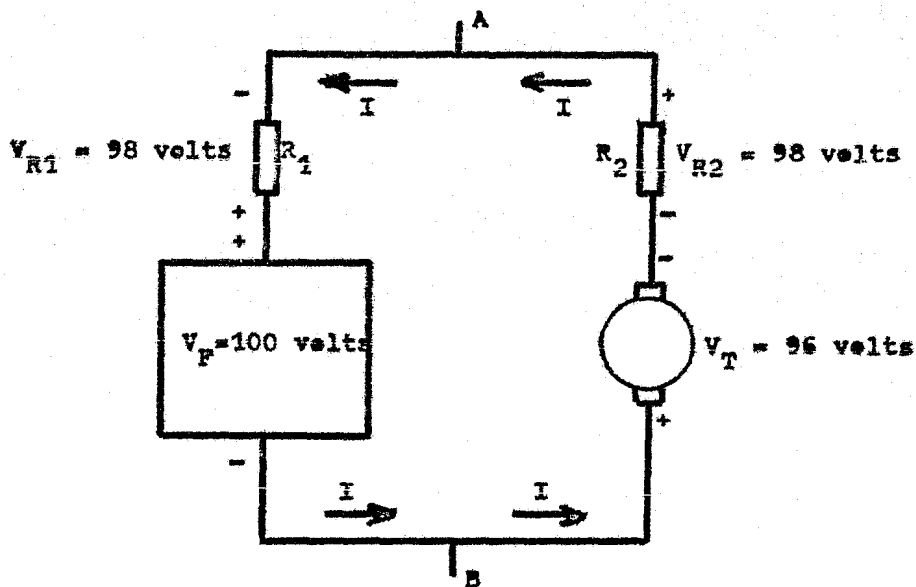 A
- +
I I
V_R1 = 98 volts R_1 R_2 V_R2 = 98 volts
+ -
+ -
V_F=100 volts V_T = 96 volts
+
-
I I
B